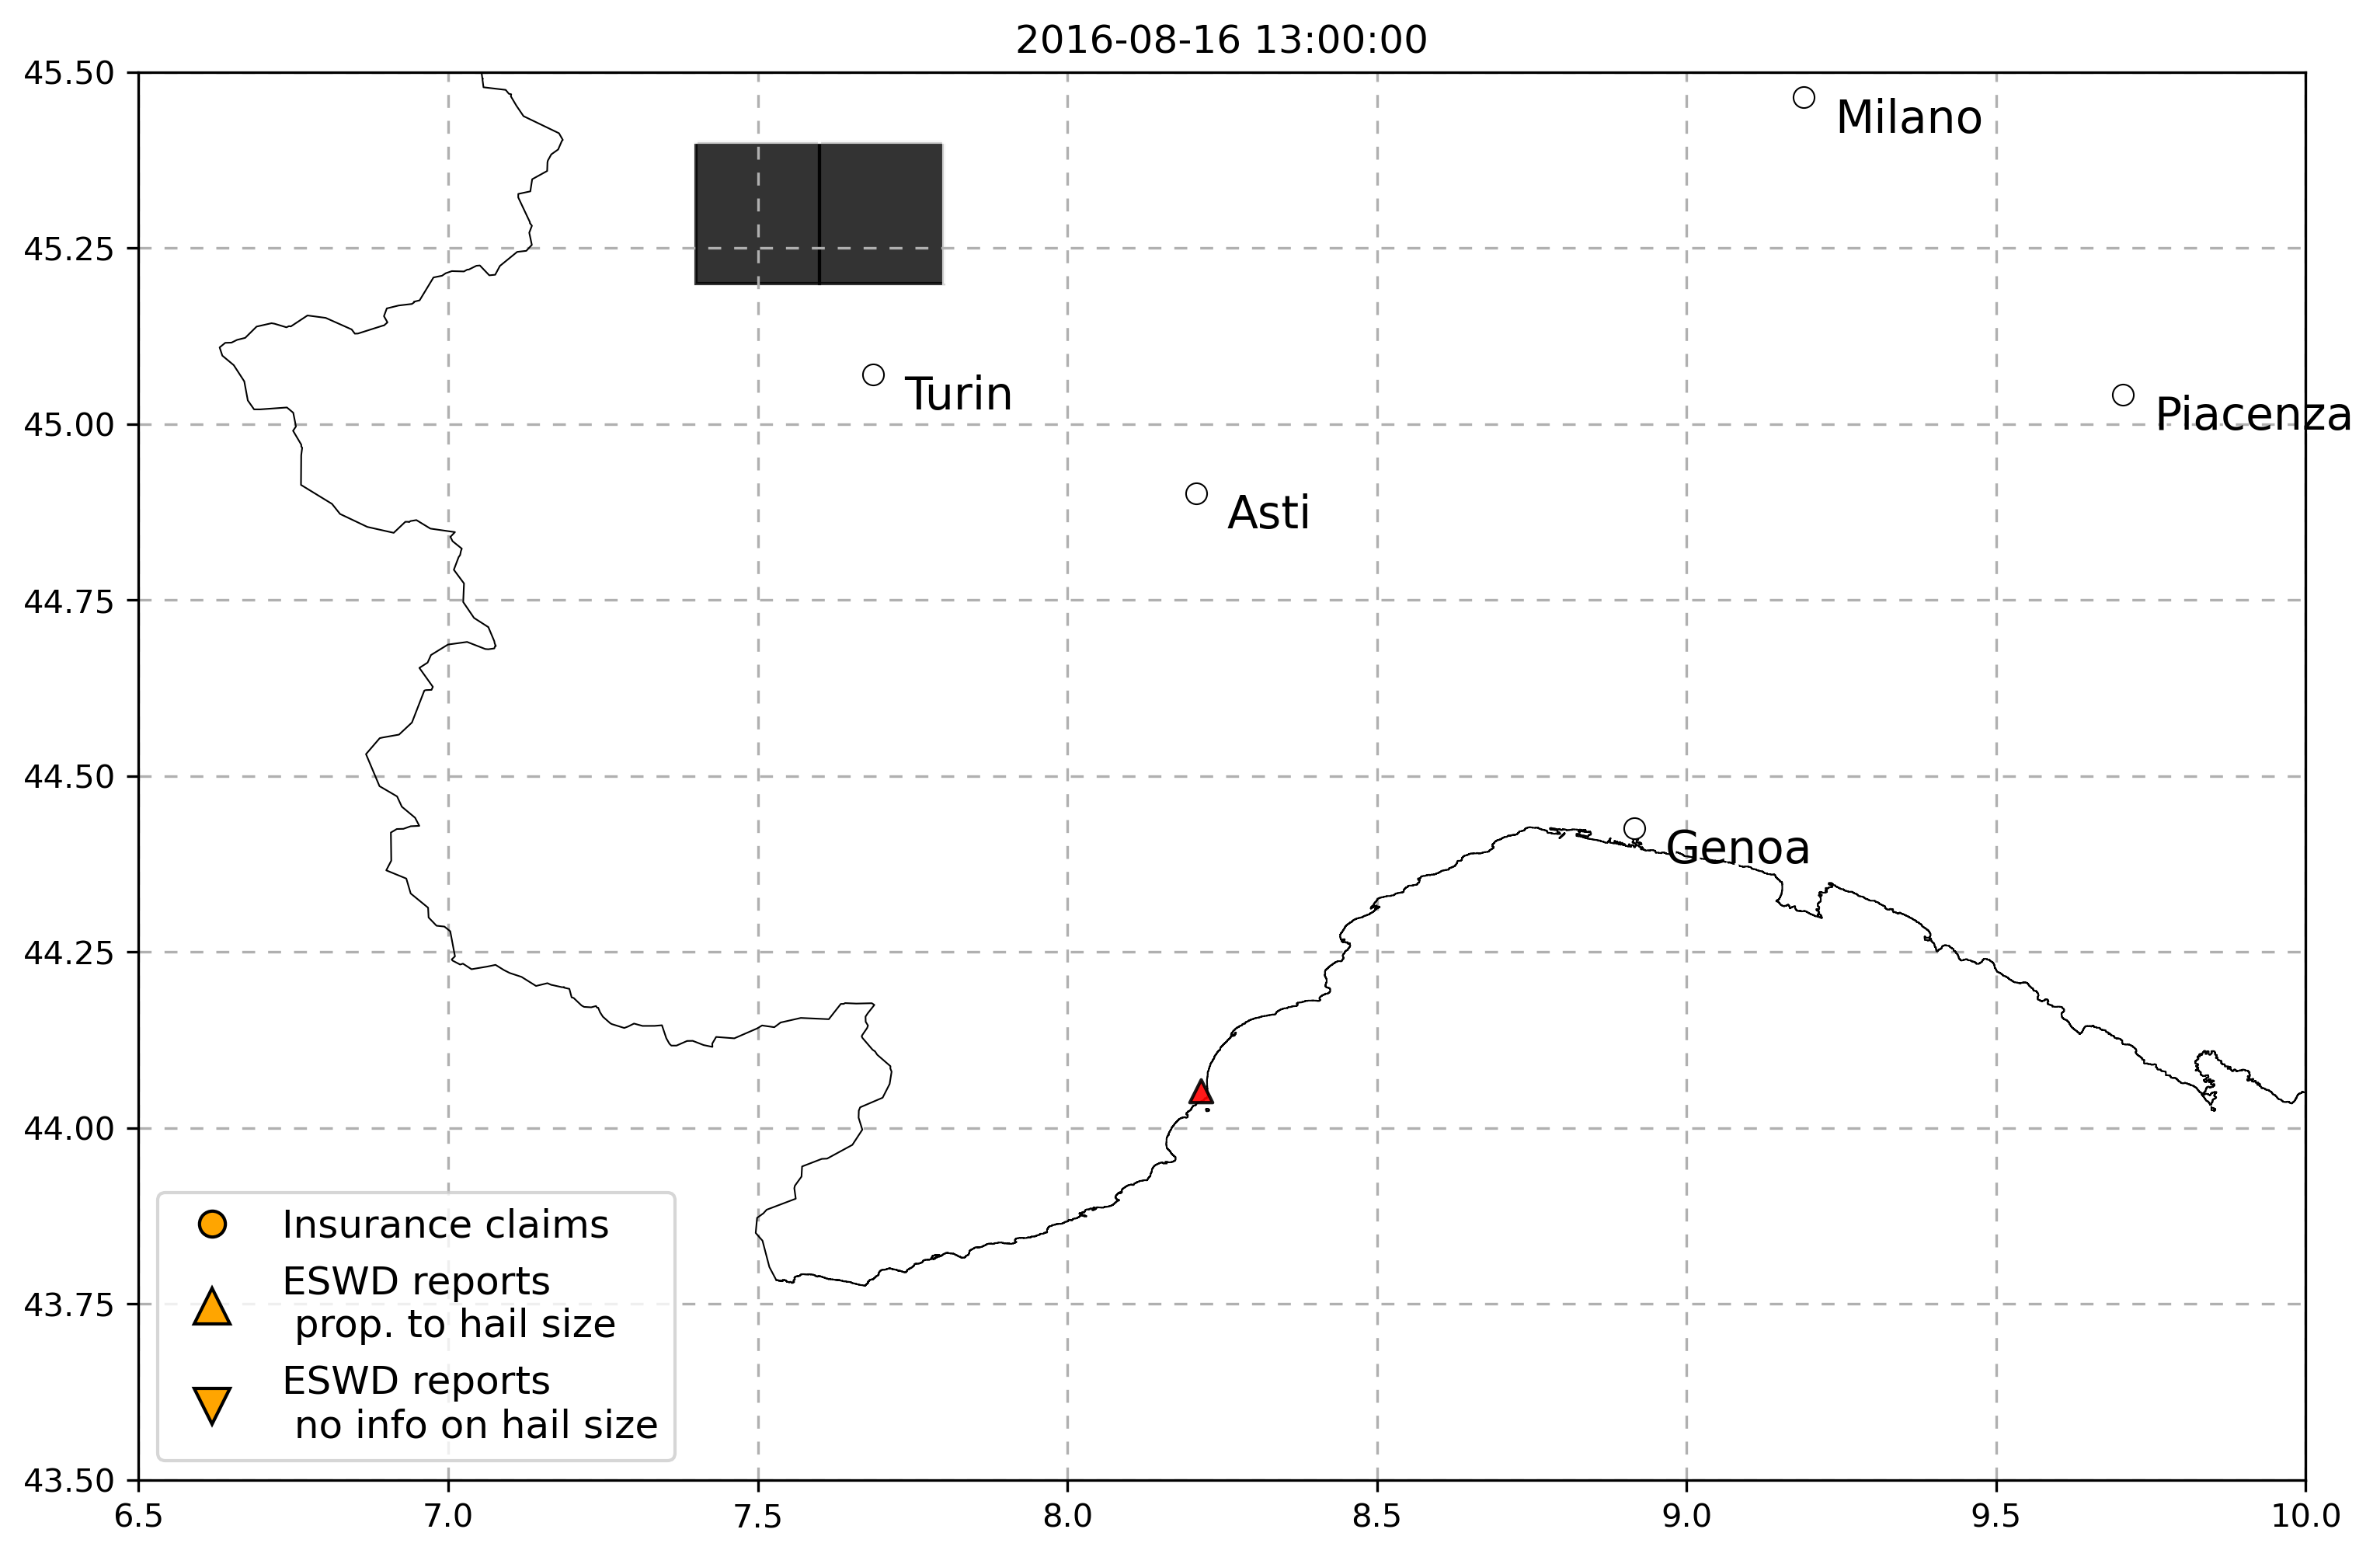 2016-08-16 13:00:00
45.50
Milano
45.25
Turin
45.00
Piacenza
Asti
44.75
44.50
Genoa
44.25
44.00
Insurance claims
ESWD reports
prop. to hail size
43.75
ESWD reports
no info on hail size
43.50
6.5 7.0 7.5 8.0 8.5 9.0 9.5 10.0